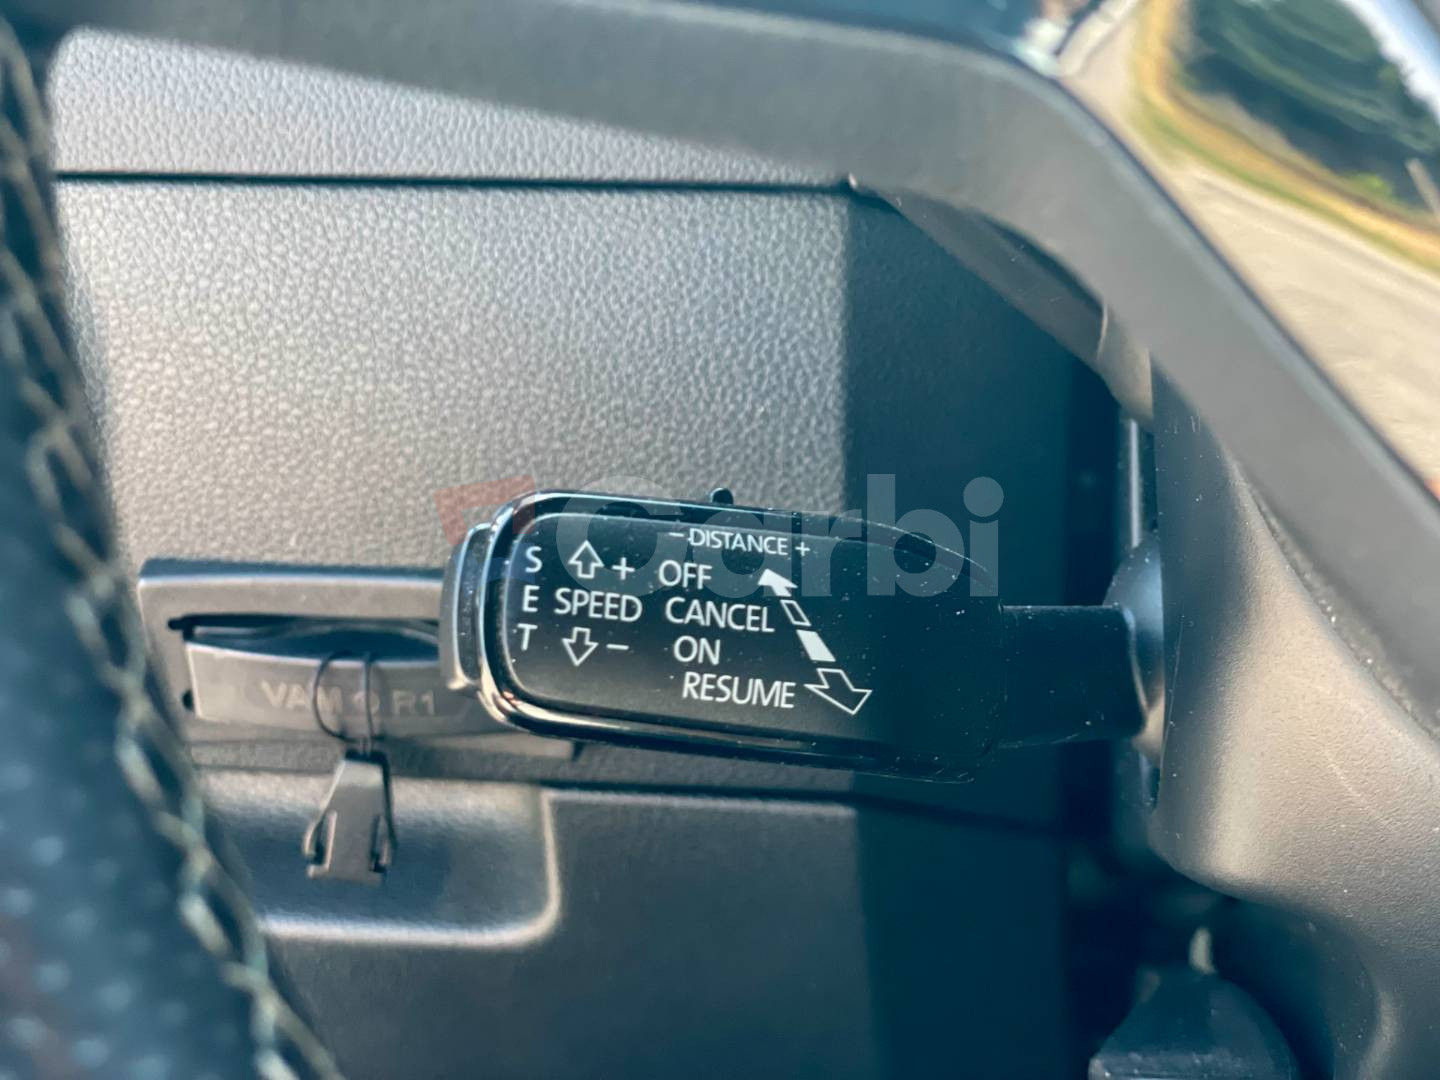 Carbi
– DISTANCE +
S + OFF
E SPEED CANCEL
T – ON
RESUME